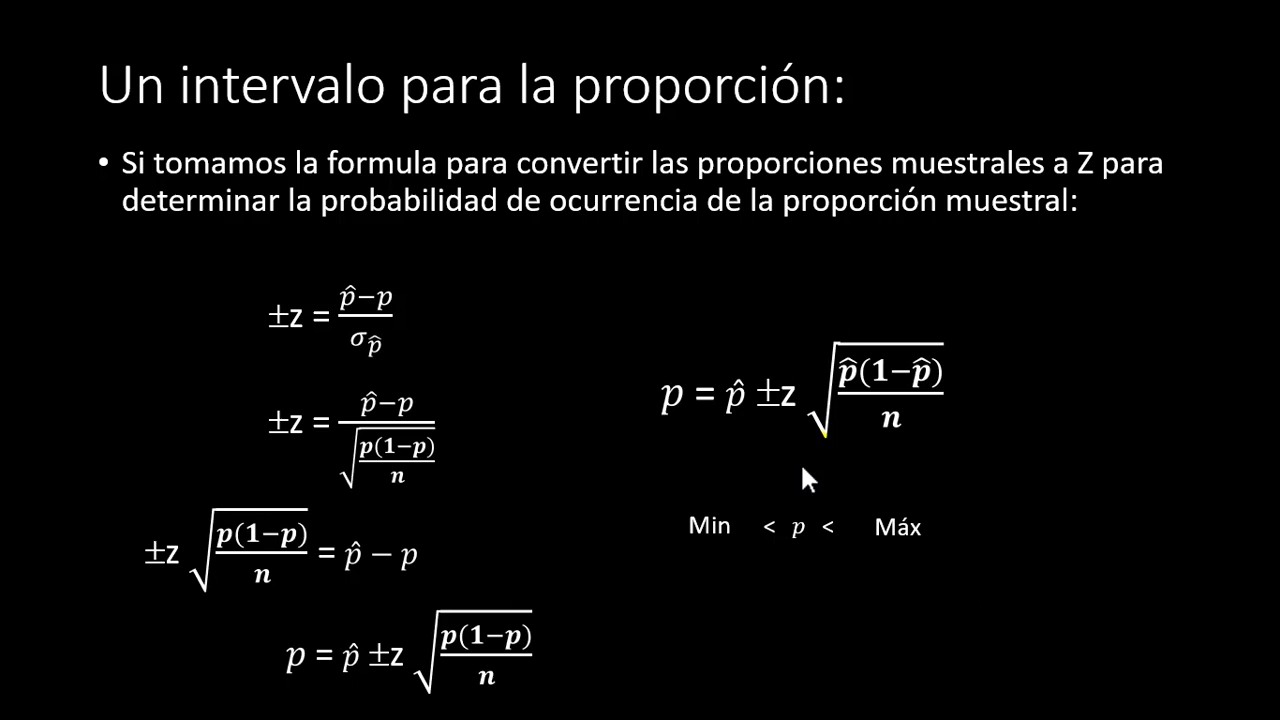 Un intervalo para la proporción:
• Si tomamos la formula para convertir las proporciones muestrales a Z para
determinar la probabilidad de ocurrencia de la proporción muestral:
±z = (p̂−p)/σ_p̂
±z = (p̂−p)/√(p(1−p)/n)
±z √(p(1−p)/n) = p̂ − p
p = p̂ ±z √(p(1−p)/n)
p = p̂ ±z √(p̂(1−p̂)/n)
Min < p < Máx